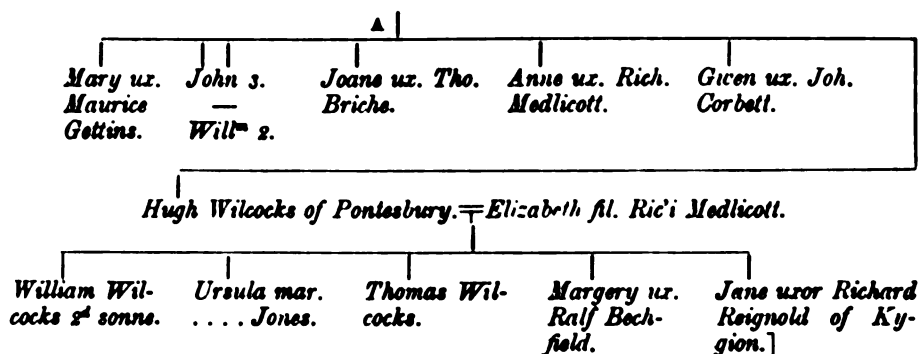 A
Mary ux. Maurice Gettins.
John 3.
—
Will^m 2.
Joane ux. Tho. Briche.
Anne ux. Rich. Medlicott.
Gwen ux. Joh. Corbett.
Hugh Wilcocks of Pontesbury.=Elizabeth fil. Ric'i Medlicott.
William Wil-
cocks 2^d sonne.
Ursula mar.
.... Jones.
Thomas Wil-
cocks.
Margery ux.
Ralf Bech-
field.
Jane uxor Richard
Reignold of Ky-
gion.]